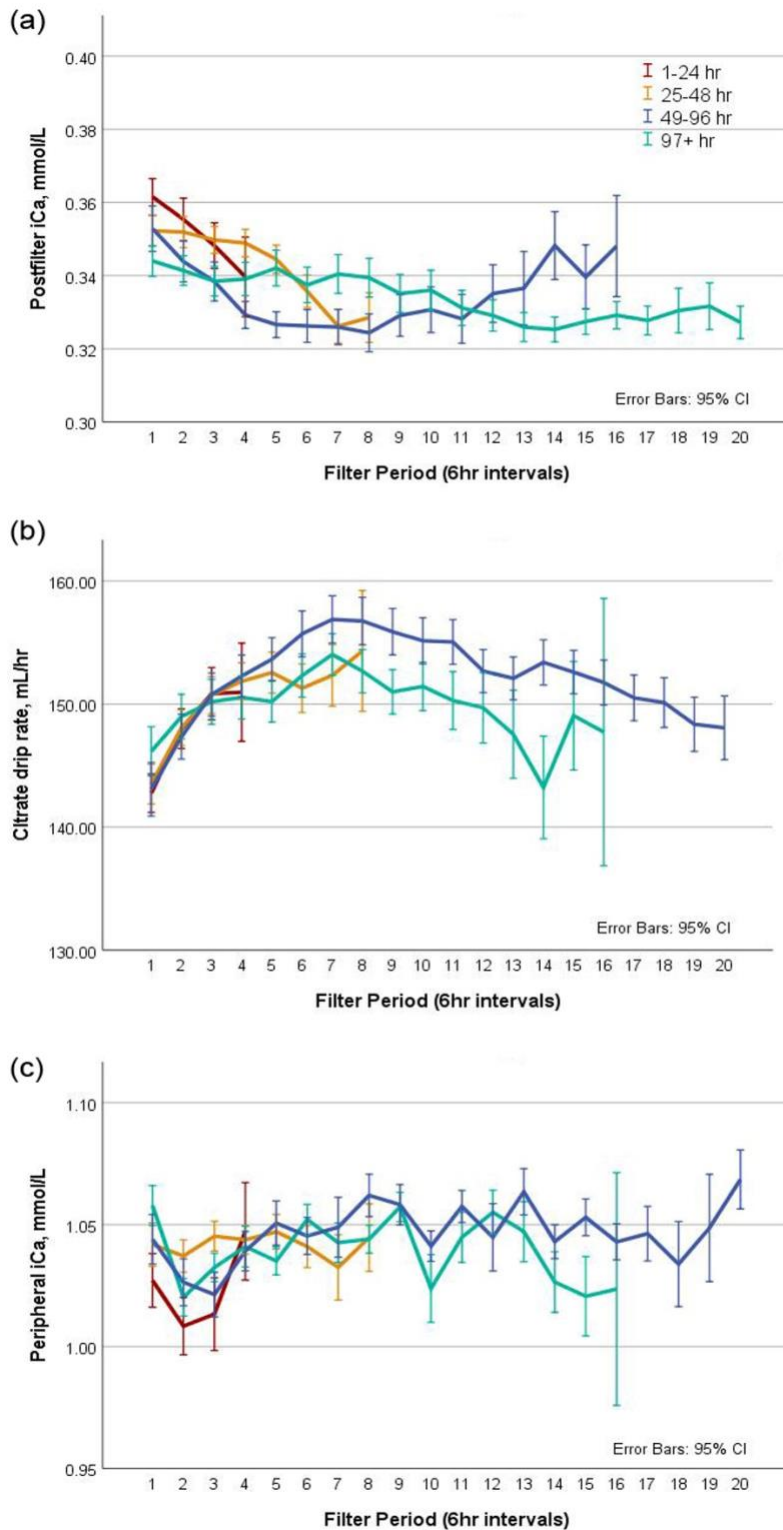 (a)
Postfilter iCa, mmol/L
0.40
0.38
0.36
0.34
0.32
0.30
1-24 hr
25-48 hr
49-96 hr
97+ hr
Error Bars: 95% CI
1 2 3 4 5 6 7 8 9 10 11 12 13 14 15 16 17 18 19 20
Filter Period (6hr intervals)
(b)
CItrate drip rate, mL/hr
160.00
150.00
140.00
130.00
Error Bars: 95% CI
1 2 3 4 5 6 7 8 9 10 11 12 13 14 15 16 17 18 19 20
Filter Period (6hr intervals)
(c)
Peripheral iCa, mmol/L
1.10
1.05
1.00
0.95
Error Bars: 95% CI
1 2 3 4 5 6 7 8 9 10 11 12 13 14 15 16 17 18 19 20
Filter Period (6hr intervals)